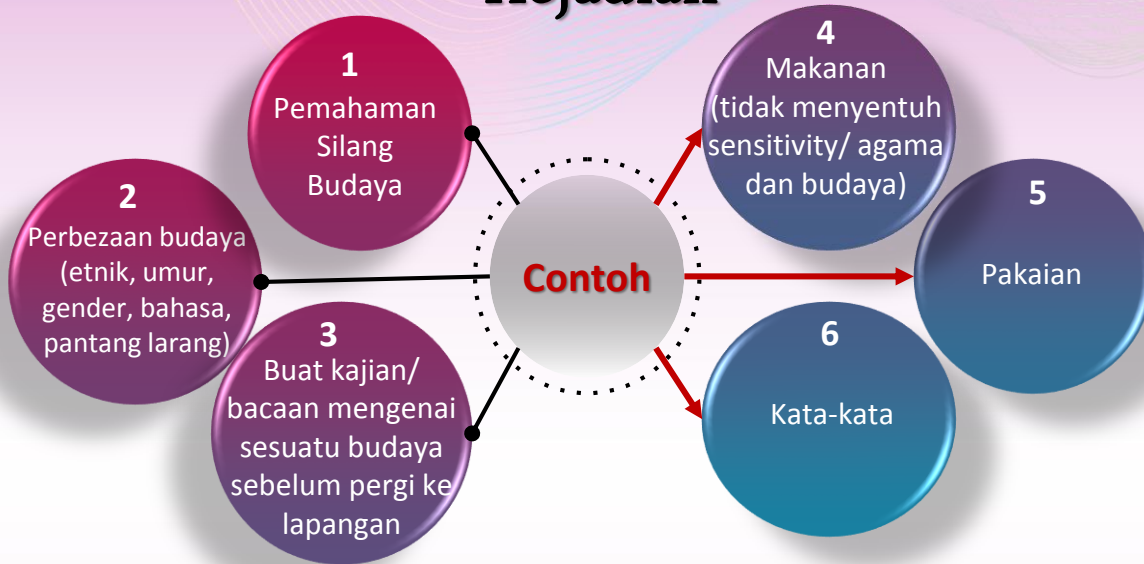 1
Pemahaman
Silang
Budaya
2
Perbezaan budaya
(etnik, umur,
gender, bahasa,
pantang larang)
3
Buat kajian/
bacaan mengenai
sesuatu budaya
sebelum pergi ke
lapangan
Contoh
4
Makanan
(tidak menyentuh
sensitivity/ agama
dan budaya)
5
Pakaian
6
Kata-kata